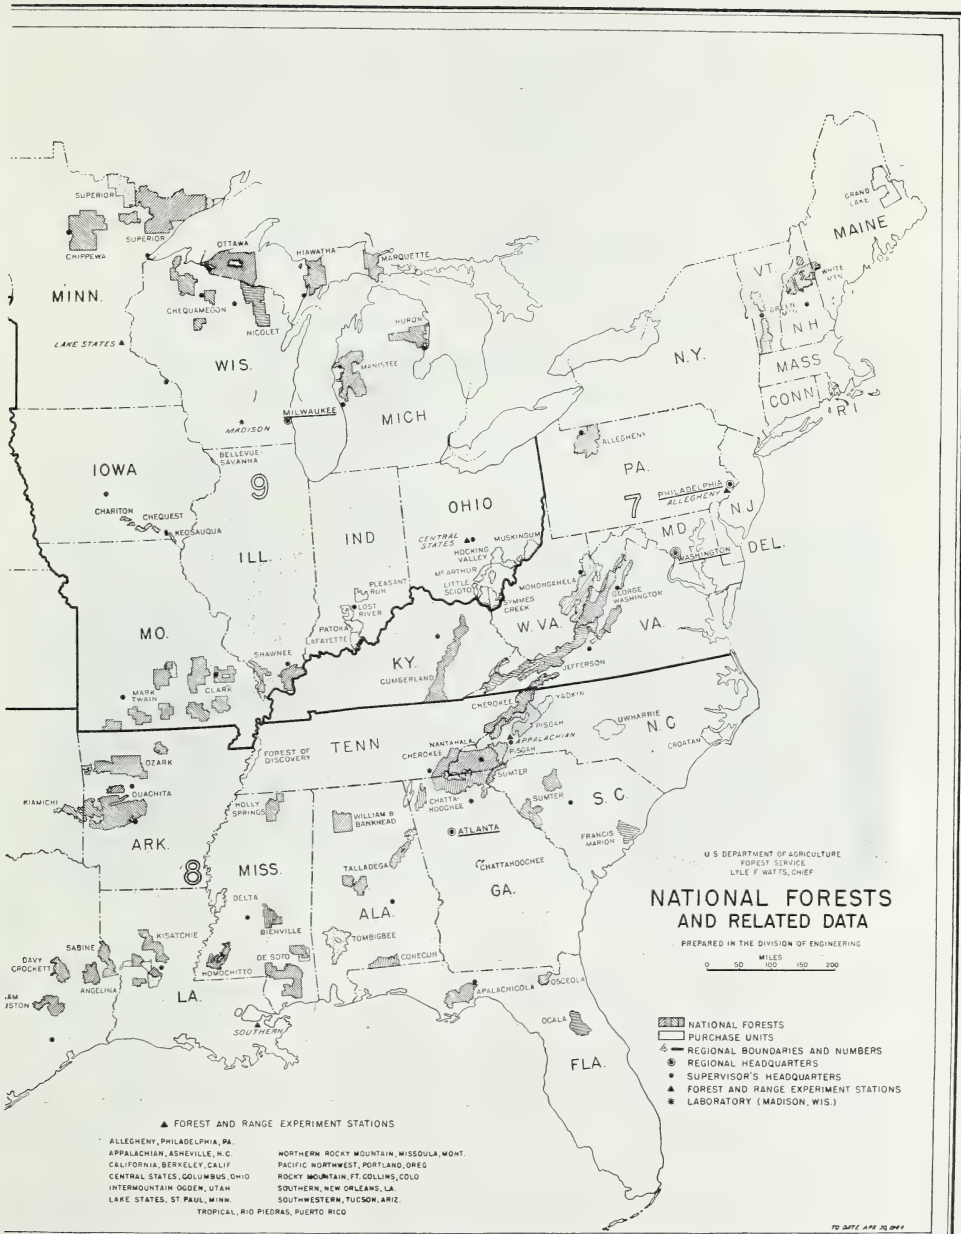 SUPERIOR
SUPERIOR
CHIPPEWA
MINN.
LAKE STATES
OTTAWA
HIAWATHA
MARQUETTE
CHEQUAMEGON
NICOLET
WIS.
HURON
MANISTEE
MICH
MILWAUKEE
MADISON
GRAND
LAKE
MAINE
VT.
WHITE
MTN.
GREEN
N H
N.Y.
MASS
CONN
R I
IOWA
CHARITON
CHEQUEST
KEOSAUQUA
BELLEVUE-
SAVANNA
9
ILL.
IND
OHIO
CENTRAL
STATES
HOCKING
VALLEY
MUSKINGUM
MCARTHUR
LITTLE
SCIOTO
SYMMES
CREEK
ALLEGHENY
PA.
7
PHILADELPHIA
ALLEGHENY
N.J.
MD
WASHINGTON
DEL.
PLEASANT
RUN
LOST
RIVER
PATOKA
LAFAYETTE
MONONGAHELA
GEORGE
WASHINGTON
W. VA.
VA.
JEFFERSON
MO.
MARK
TWAIN
CLARK
SHAWNEE
KY.
CUMBERLAND
CHEROKEE
YADKIN
PISGAH
APPALACHIAN
PISGAH
UWHARRIE
N. C
CROATAN
TENN
FOREST OF
DISCOVERY
NANTAHALA
CHEROKEE
SUMTER
OZARK
OUACHITA
KIAMICHI
ARK.
8
HOLLY
SPRINGS
WILLIAM B
BANKHEAD
CHATTA-
HOOCHEE
SUMTER
S. C.
FRANCIS
MARION
ATLANTA
CHATTAHOOCHEE
GA.
MISS.
TALLADEGA
ALA.
DELTA
BIENVILLE
TOMBIGBEE
CONECUH
DE SOTO
HOMOCHITTO
KISATCHIE
SABINE
DAVY
CROCKETT
ANGELINA
LA.
SOUTHERN
APALACHICOLA
OSCEOLA
OCALA
FLA.
U S DEPARTMENT OF AGRICULTURE
FOREST SERVICE
LYLE F WATTS, CHIEF
NATIONAL FORESTS
AND RELATED DATA
PREPARED IN THE DIVISION OF ENGINEERING
MILES
0 50 100 150 200
NATIONAL FORESTS
PURCHASE UNITS
REGIONAL BOUNDARIES AND NUMBERS
REGIONAL HEADQUARTERS
SUPERVISOR'S HEADQUARTERS
FOREST AND RANGE EXPERIMENT STATIONS
LABORATORY (MADISON, WIS.)
FOREST AND RANGE EXPERIMENT STATIONS
ALLEGHENY, PHILADELPHIA, PA.
APPALACHIAN, ASHEVILLE, N.C.
CALIFORNIA, BERKELEY, CALIF
CENTRAL STATES, COLUMBUS, OHIO
INTERMOUNTAIN OGDEN, UTAH
LAKE STATES, ST. PAUL, MINN.
NORTHERN ROCKY MOUNTAIN, MISSOULA, MONT.
PACIFIC NORTHWEST, PORTLAND, OREG
ROCKY MOUNTAIN, FT. COLLINS, COLO
SOUTHERN, NEW ORLEANS, LA.
SOUTHWESTERN, TUCSON, ARIZ.
TROPICAL, RIO PIEDRAS, PUERTO RICO
TO DATE APR 30